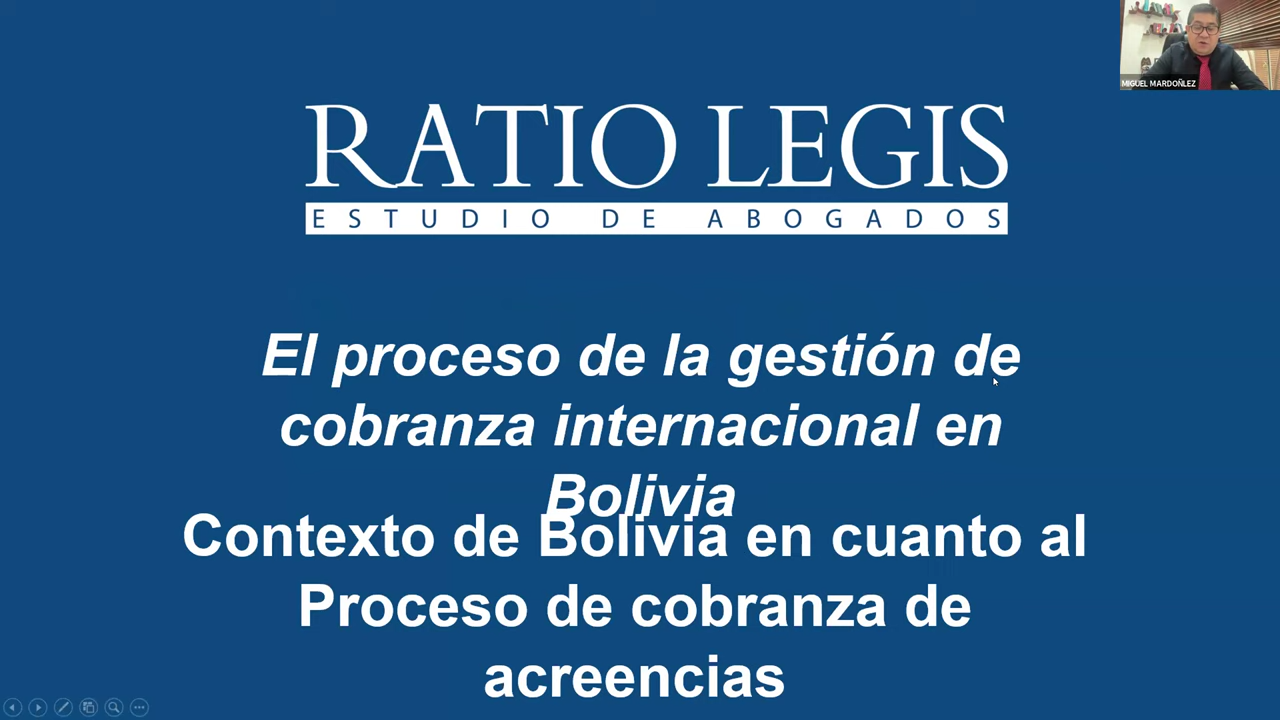 MIGUEL MARDOÑLEZ
RATIO LEGIS
ESTUDIO DE ABOGADOS
El proceso de la gestión de
cobranza internacional en
Bolivia
Contexto de Bolivia en cuanto al
Proceso de cobranza de
acreencias